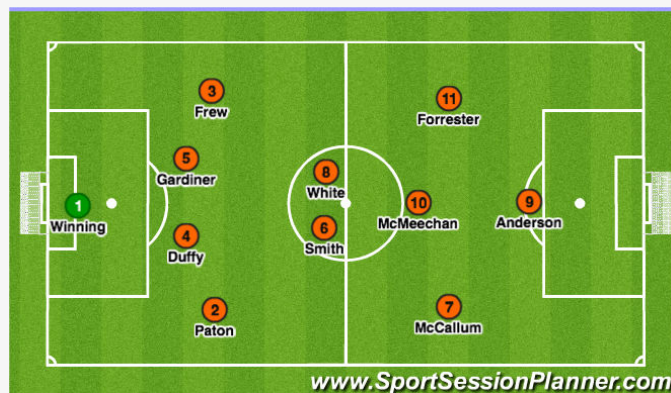 3
Frew
11
Forrester
5
Gardiner
8
White
1
Winning
10
McMeechan
9
Anderson
4
Duffy
6
Smith
2
Paton
7
McCallum
www.SportSessionPlanner.com